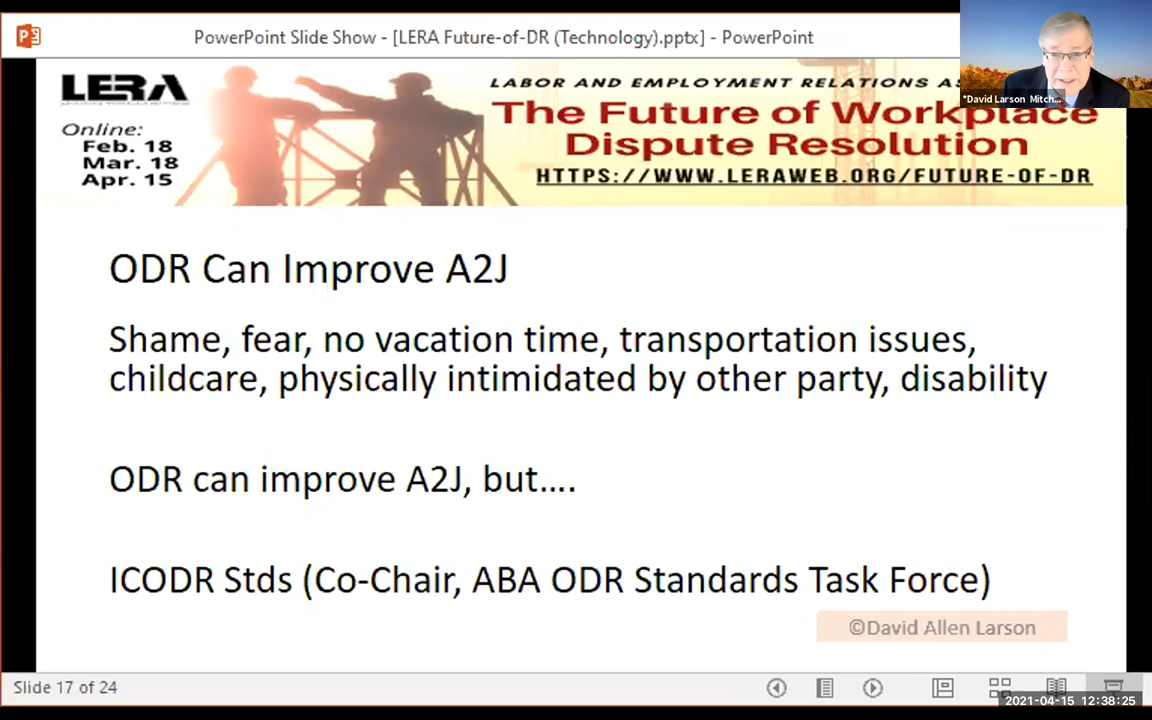 PowerPoint Slide Show - [LERA Future-of-DR (Technology).pptx] - PowerPoint
*David Larson Mitch...
LERA
Online:
Feb. 18
Mar. 18
Apr. 15
LABOR AND EMPLOYMENT RELATIONS AS
The Future of Workplace
Dispute Resolution
HTTPS://WWW.LERAWEB.ORG/FUTURE-OF-DR
ODR Can Improve A2J
Shame, fear, no vacation time, transportation issues,
childcare, physically intimidated by other party, disability
ODR can improve A2J, but....
ICODR Stds (Co-Chair, ABA ODR Standards Task Force)
©David Allen Larson
Slide 17 of 24
2021-04-15 12:38:25